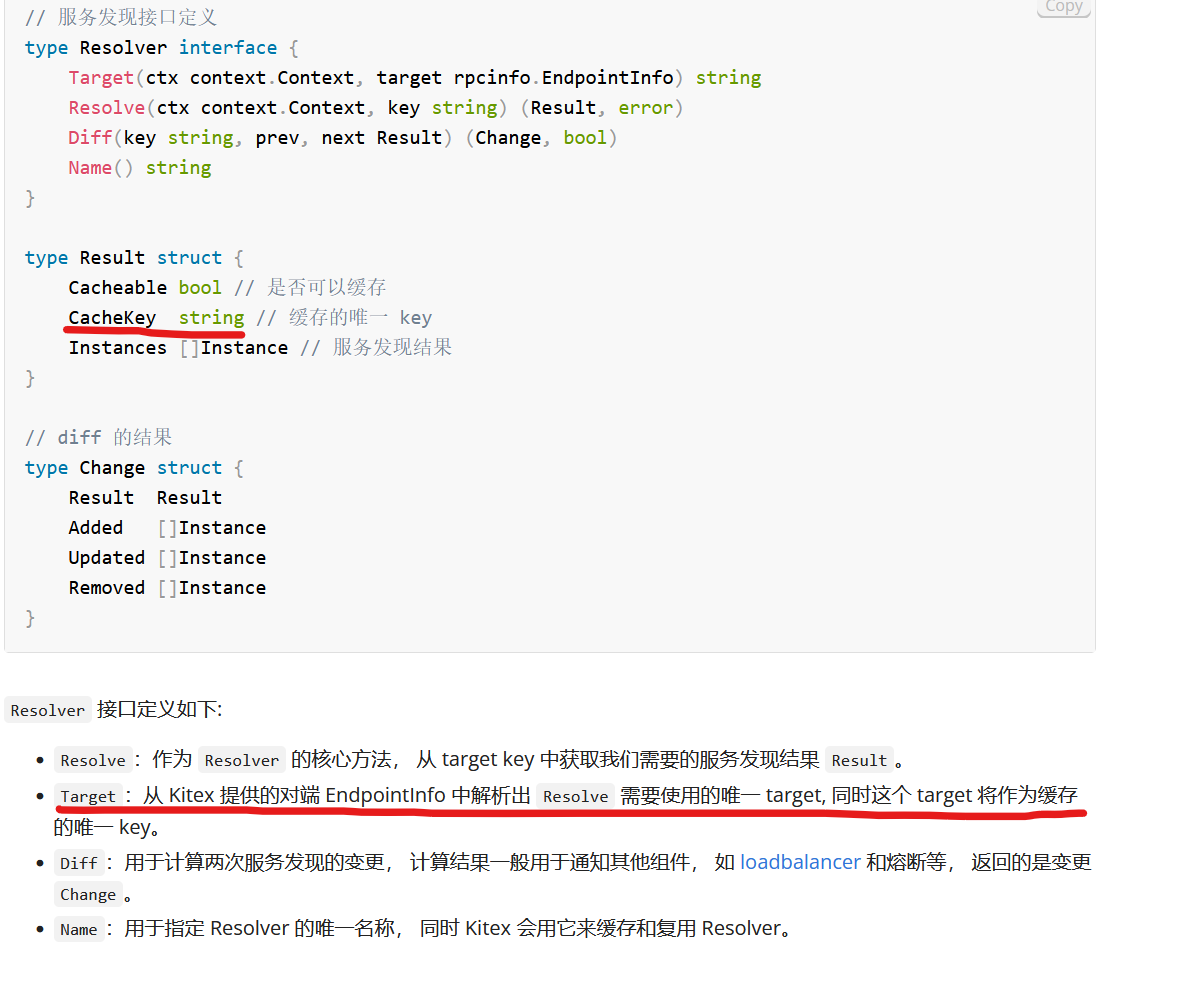 Copy
// 服务发现接口定义
type Resolver interface {
    Target(ctx context.Context, target rpcinfo.EndpointInfo) string
    Resolve(ctx context.Context, key string) (Result, error)
    Diff(key string, prev, next Result) (Change, bool)
    Name() string
}
type Result struct {
    Cacheable bool // 是否可以缓存
    CacheKey  string // 缓存的唯一 key
    Instances []Instance // 服务发现结果
}
// diff 的结果
type Change struct {
    Result  Result
    Added   []Instance
    Updated []Instance
    Removed []Instance
}
Resolver 接口定义如下:
• Resolve：作为 Resolver 的核心方法， 从 target key 中获取我们需要的服务发现结果 Result。
• Target：从 Kitex 提供的对端 EndpointInfo 中解析出 Resolve 需要使用的唯一 target, 同时这个 target 将作为缓存
的唯一 key。
• Diff：用于计算两次服务发现的变更， 计算结果一般用于通知其他组件， 如 loadbalancer 和熔断等， 返回的是变更
Change。
• Name：用于指定 Resolver 的唯一名称， 同时 Kitex 会用它来缓存和复用 Resolver。